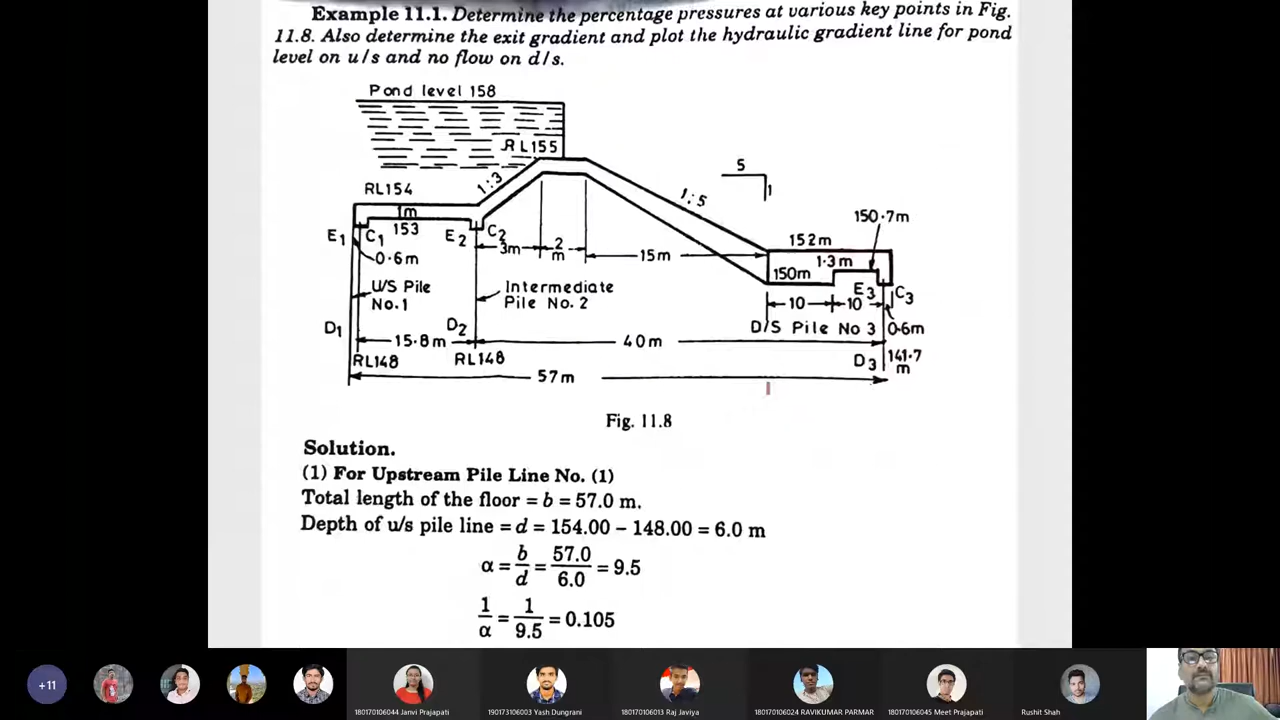 Example 11.1. Determine the percentage pressures at various key points in Fig.
11.8. Also determine the exit gradient and plot the hydraulic gradient line for pond
level on u/s and no flow on d/s.
Pond level 158
RL155
RL154
1:3
1m
153
E1
C1
E2
C2
0·6m
3m
2
m
15m
1:5
5
1
150·7m
152m
1·3m
150m
E3
C3
10
10
U/S Pile
No.1
Intermediate
Pile No. 2
D/S Pile No 3
0·6m
D1
D2
15·8m
40m
RL148
RL148
D3
141·7
m
57m
Fig. 11.8
Solution.
(1) For Upstream Pile Line No. (1)
Total length of the floor = b = 57.0 m.
Depth of u/s pile line = d = 154.00 – 148.00 = 6.0 m
α = b/d = 57.0/6.0 = 9.5
1/α = 1/9.5 = 0.105
+11
180170106044 Janvi Prajapati
190173106003 Yash Dungrani
180170106013 Raj Javiya
180170106024 RAVIKUMAR PARMAR
180170106045 Meet Prajapati
Rushit Shah